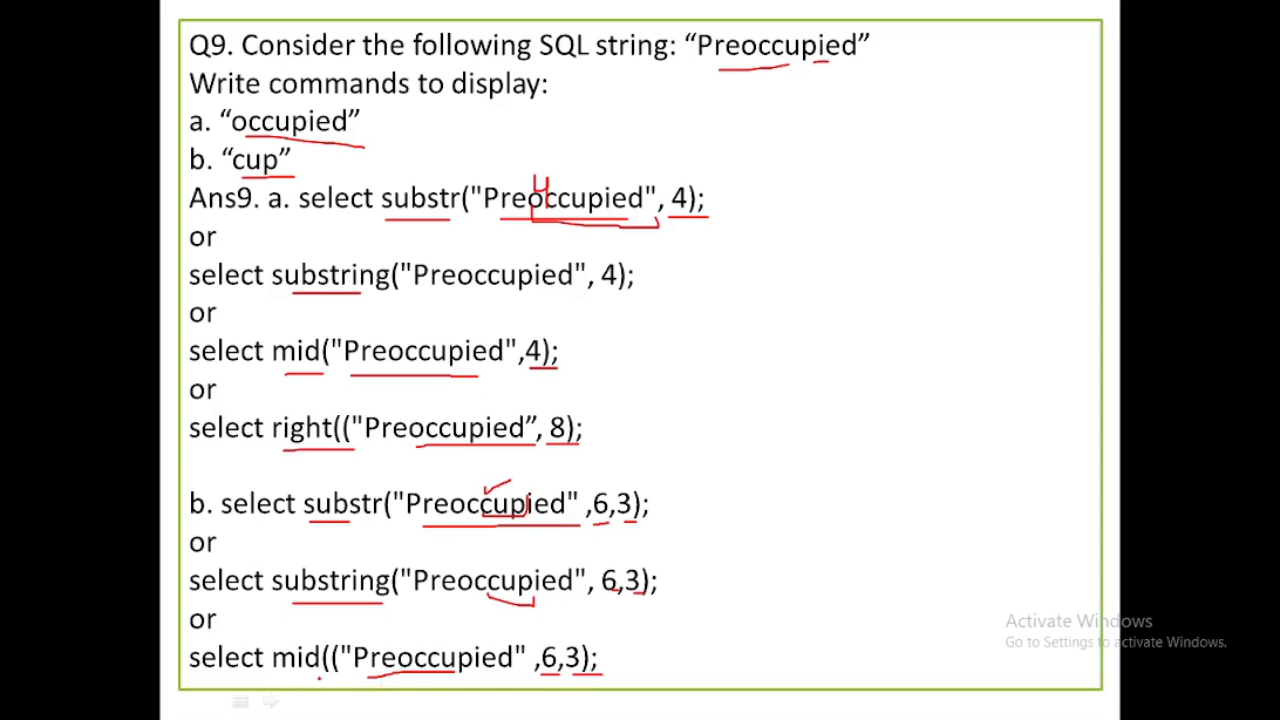 Q9. Consider the following SQL string: “Preoccupied”
Write commands to display:
a. “occupied”
b. “cup”
4
Ans9. a. select substr("Preoccupied", 4);
or
select substring("Preoccupied", 4);
or
select mid("Preoccupied",4);
or
select right(("Preoccupied”, 8);
b. select substr("Preoccupied" ,6,3);
or
select substring("Preoccupied", 6,3);
or
select mid(("Preoccupied" ,6,3);
Activate Windows
Go to Settings to activate Windows.